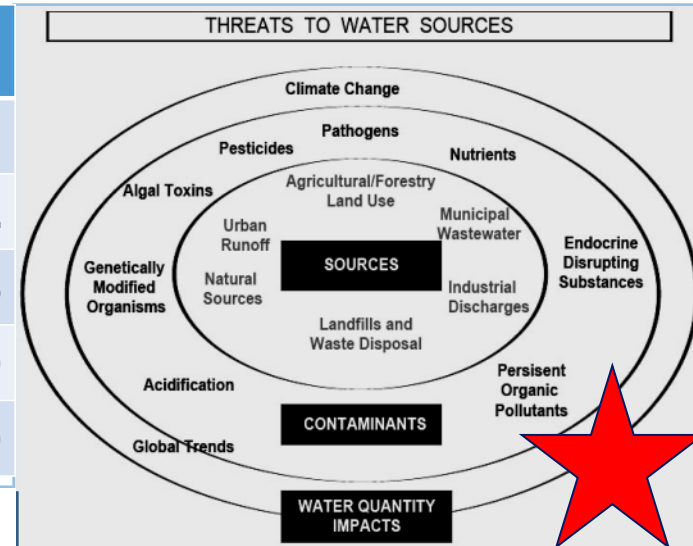 THREATS TO WATER SOURCES
Climate Change
Pathogens
Pesticides
Nutrients
Algal Toxins
Agricultural/Forestry
Land Use
Urban
Runoff
Municipal
Wastewater
SOURCES
Endocrine
Disrupting
Substances
Genetically
Modified
Organisms
Natural
Sources
Industrial
Discharges
Landfills and
Waste Disposal
Acidification
Persisent
Organic
Pollutants
CONTAMINANTS
Global Trends
WATER QUANTITY
IMPACTS